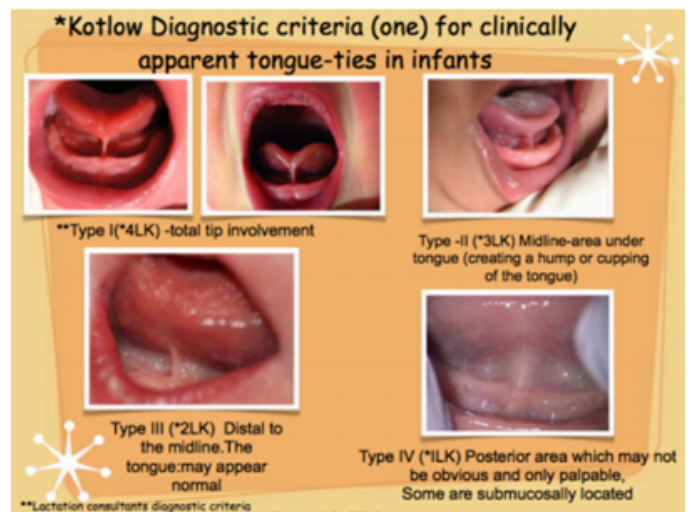 *Kotlow Diagnostic criteria (one) for clinically
apparent tongue-ties in infants
**Type I(*4LK) -total tip involvement
Type -II (*3LK) Midline-area under
tongue (creating a hump or cupping
of the tongue)
Type III (*2LK) Distal to
the midline.The
tongue:may appear
normal
Type IV (*ILK) Posterior area which may not
be obvious and only palpable,
Some are submucosally located
**Lactation consultants diagnostic criteria